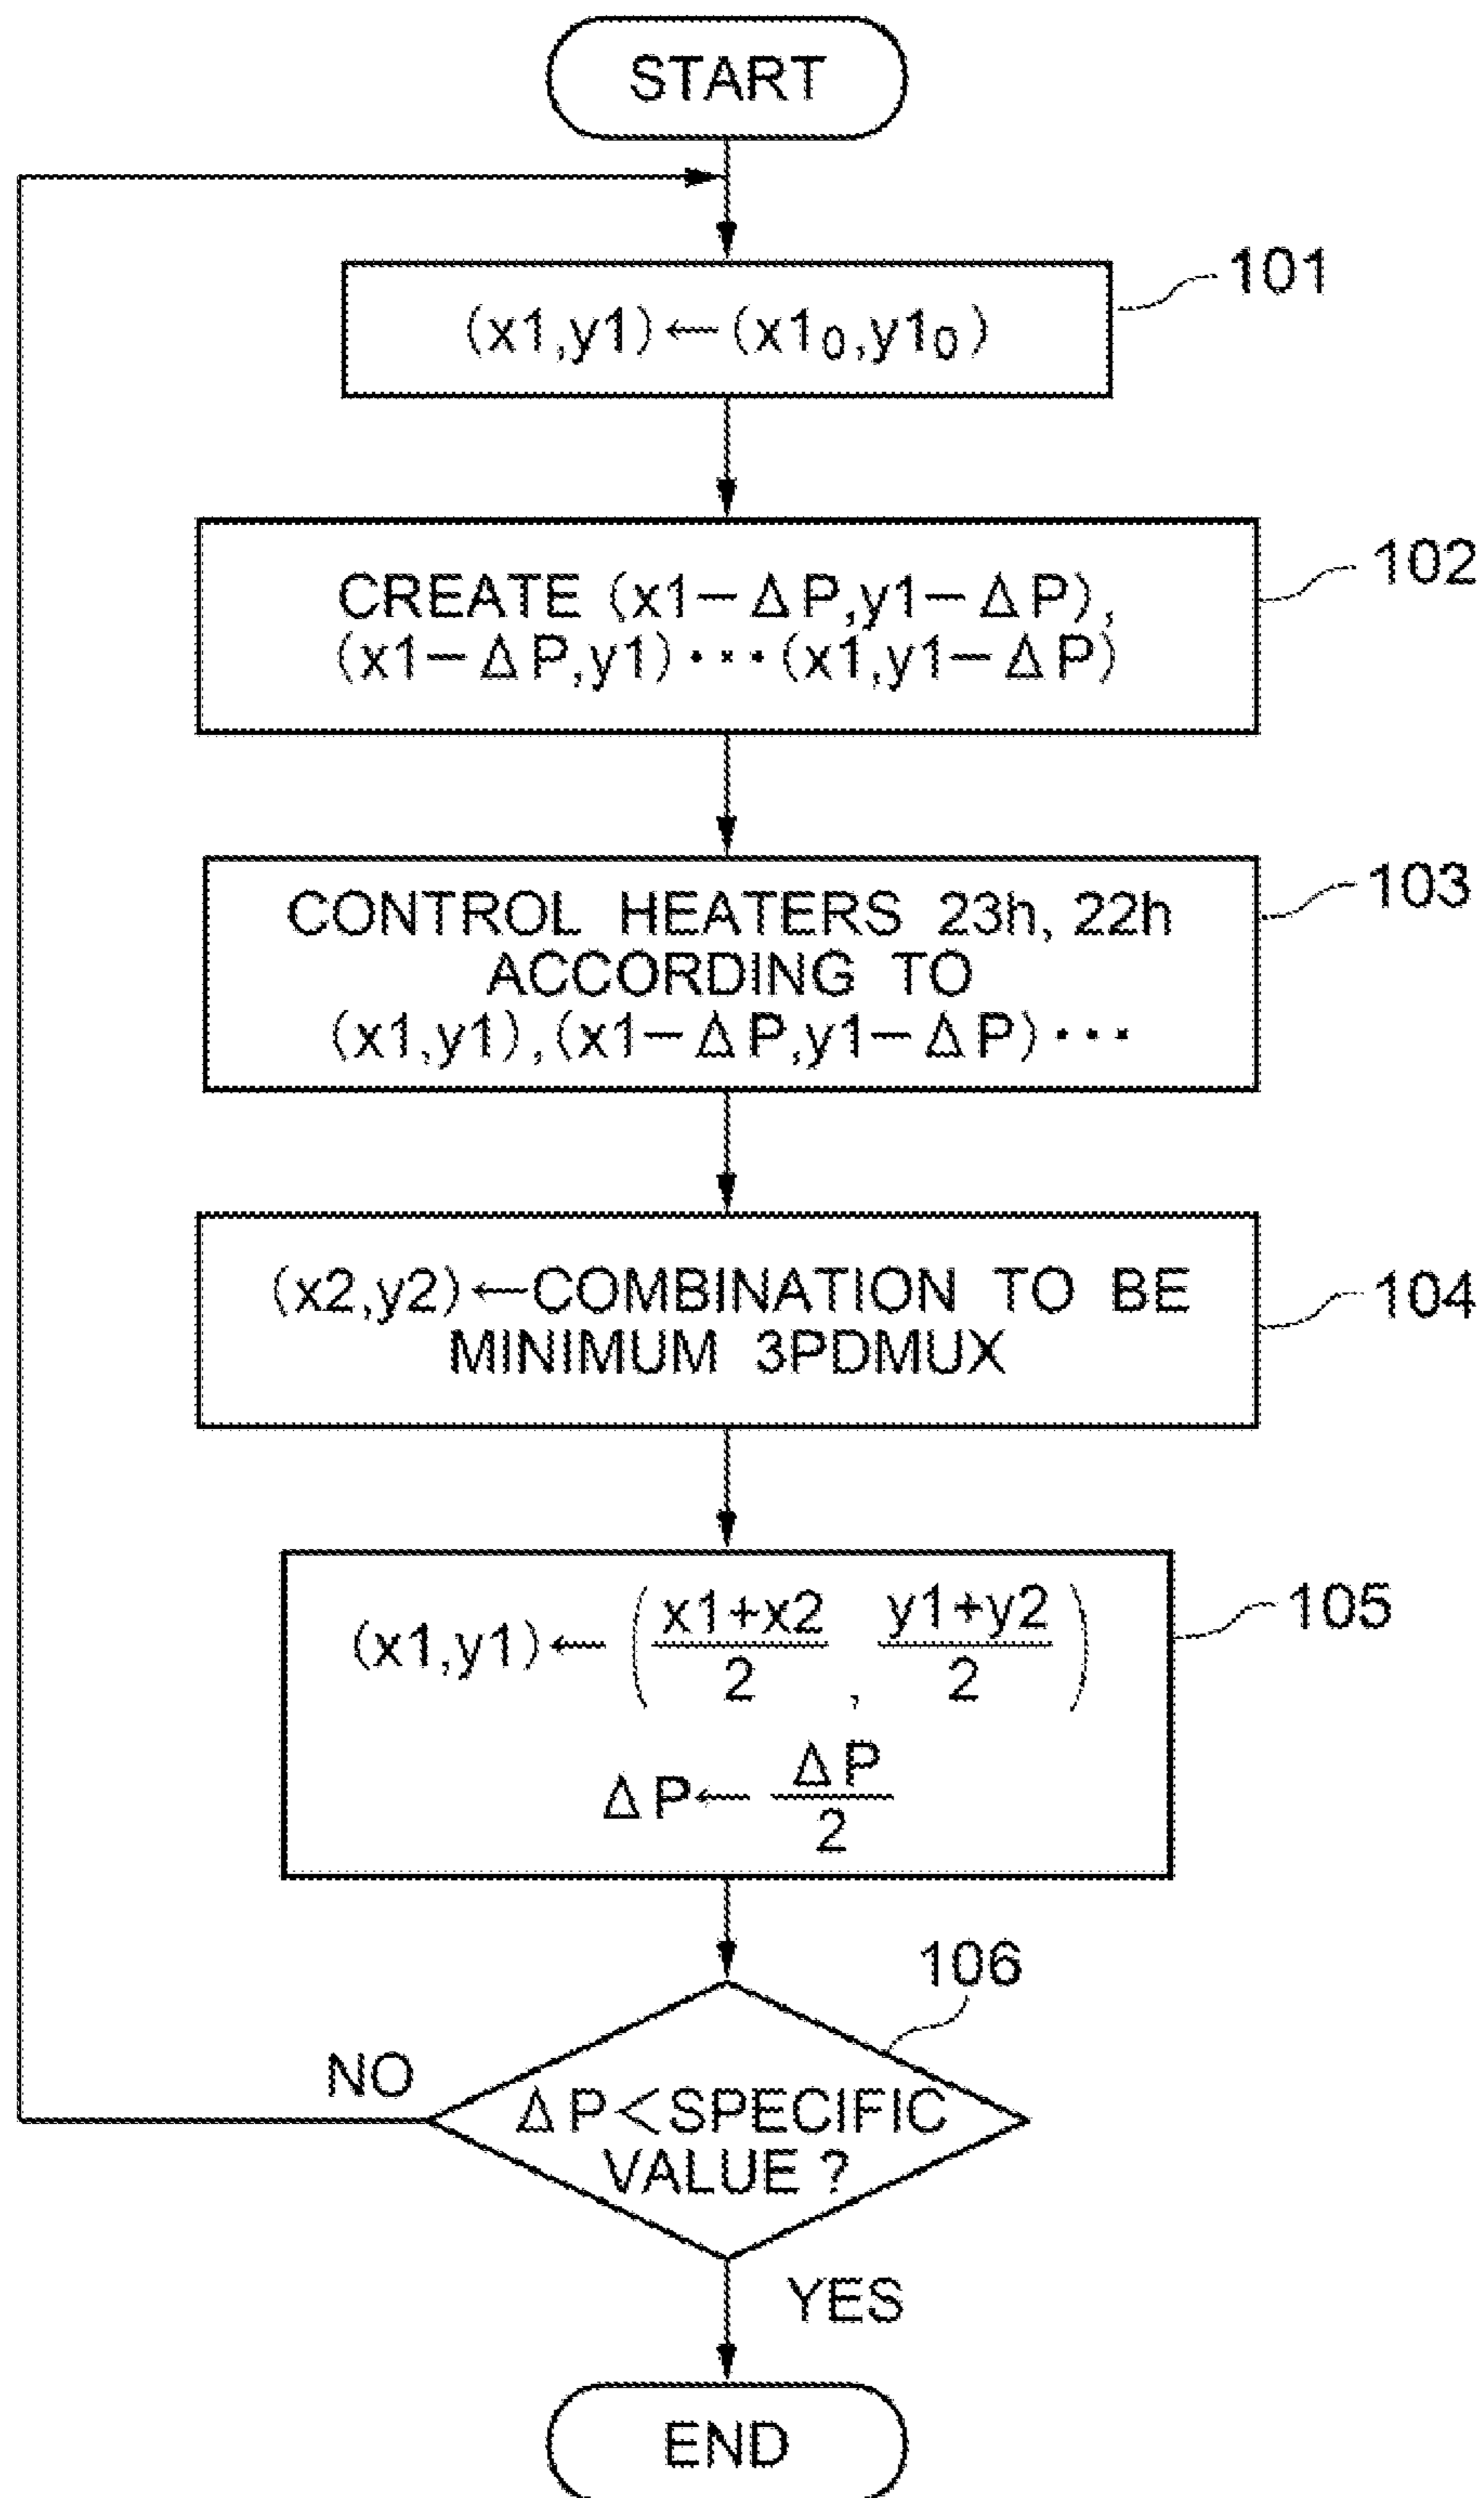 START
101
(x1,y1)←(x1₀,y1₀)
102
CREATE (x1−ΔP,y1−ΔP),
(x1−ΔP,y1)･･･(x1,y1−ΔP)
103
CONTROL HEATERS 23h, 22h
ACCORDING TO
(x1,y1),(x1−ΔP,y1−ΔP)･･･
104
(x2,y2)←COMBINATION TO BE
MINIMUM 3PDMUX
105
(x1,y1)← (x1+x2/2 , y1+y2/2)
ΔP← ΔP/2
106
NO
ΔP<SPECIFIC
VALUE ?
YES
END